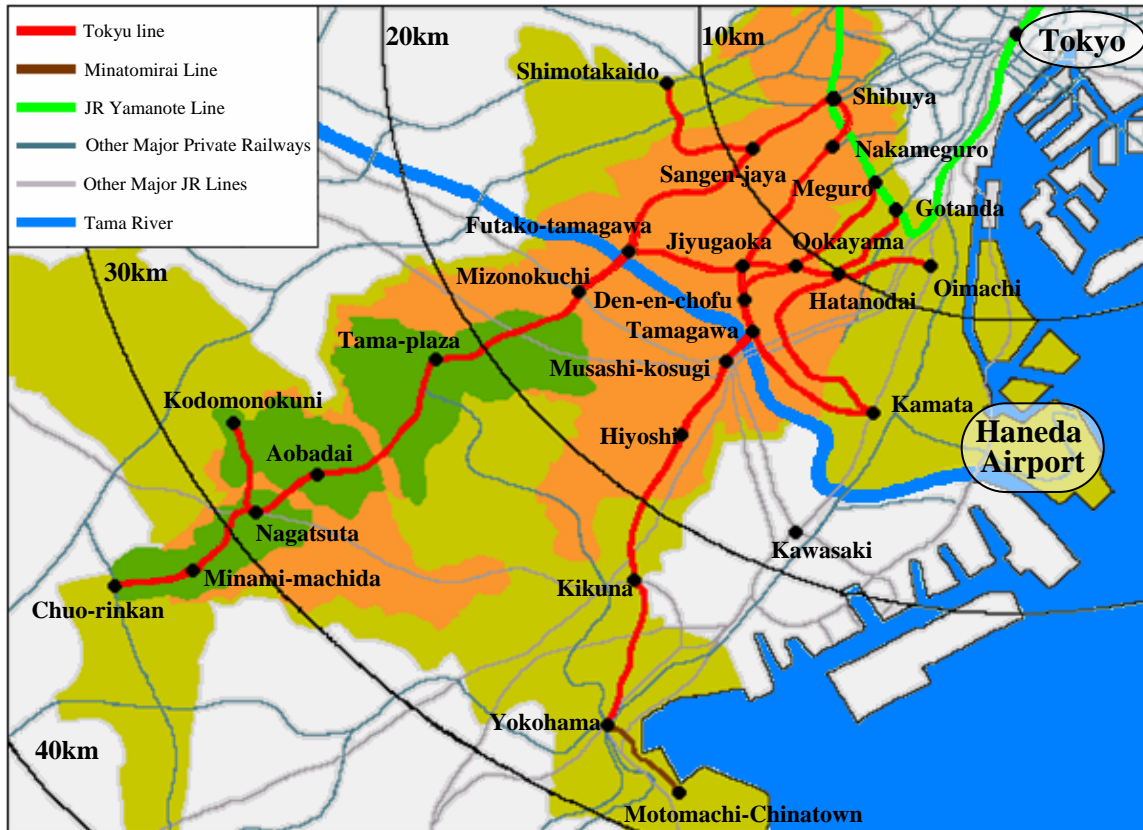 Tokyu line
Minatomirai Line
JR Yamanote Line
Other Major Private Railways
Other Major JR Lines
Tama River
20km
10km
Tokyo
Shimotakaido
Shibuya
Nakameguro
Sangen-jaya
Meguro
Gotanda
Futako-tamagawa
Jiyugaoka
Ookayama
30km
Mizonokuchi
Oimachi
Den-en-chofu
Hatanodai
Tamagawa
Tama-plaza
Musashi-kosugi
Kodomonokuni
Kamata
Hiyoshi
Haneda
Airport
Aobadai
Nagatsuta
Kawasaki
Minami-machida
Kikuna
Chuo-rinkan
Yokohama
40km
Motomachi-Chinatown